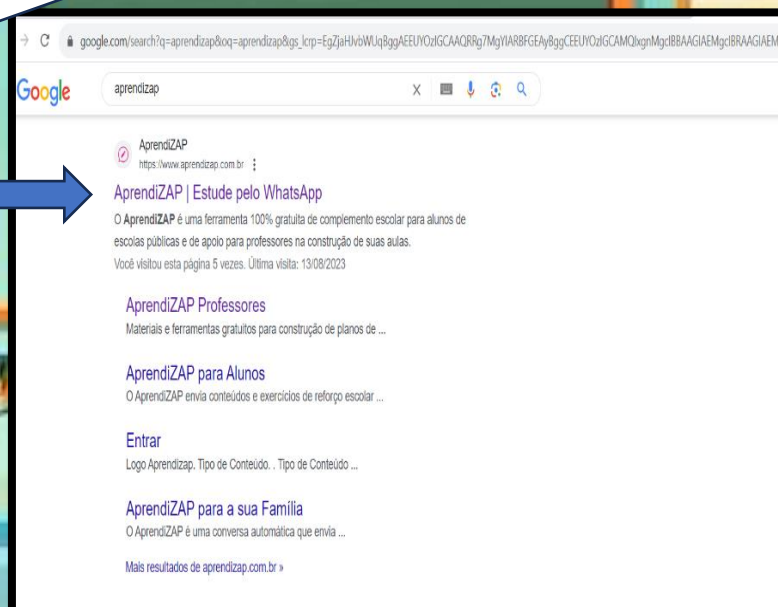 google.com/search?q=aprendizap&oq=aprendizap&gs_lcrp=EgZjaHJvbWUqBggAEEUYOzIGCAAQRRg7MgYIARBFGEAyBggCEEUYOzIGCAMQIxgnMgcIBBAAGIAEMgcIBRAAGIAEM
Google
aprendizap
AprendiZAP
https://www.aprendizap.com.br
AprendiZAP | Estude pelo WhatsApp
O AprendiZAP é uma ferramenta 100% gratuita de complemento escolar para alunos de
escolas públicas e de apoio para professores na construção de suas aulas.
Você visitou esta página 5 vezes. Última visita: 13/08/2023
AprendiZAP Professores
Materiais e ferramentas gratuitos para construção de planos de ...
AprendiZAP para Alunos
O AprendiZAP envia conteúdos e exercícios de reforço escolar ...
Entrar
Logo Aprendizap. Tipo de Conteúdo. . Tipo de Conteúdo ...
AprendiZAP para a sua Família
O AprendiZAP é uma conversa automática que envia ...
Mais resultados de aprendizap.com.br »